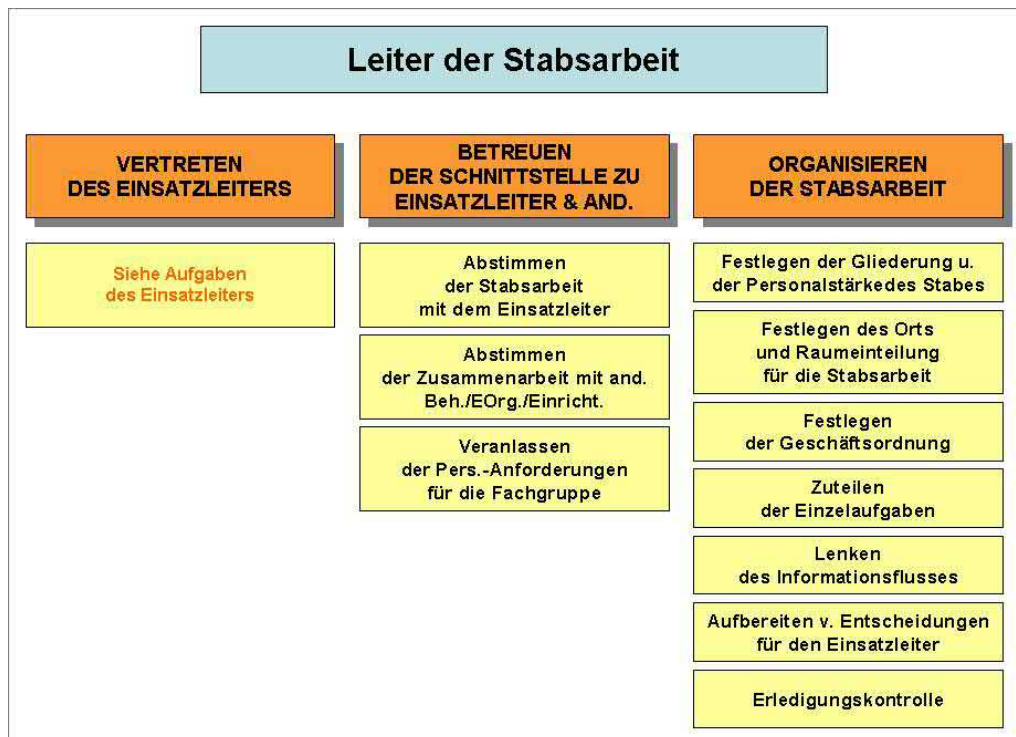 Leiter der Stabsarbeit
VERTRETEN
DES EINSATZLEITERS
Siehe Aufgaben
des Einsatzleiters
BETREUEN
DER SCHNITTSTELLE ZU
EINSATZLEITER & AND.
Abstimmen
der Stabsarbeit
mit dem Einsatzleiter
Abstimmen
der Zusammenarbeit mit and.
Beh./EOrg./Einricht.
Veranlassen
der Pers.-Anforderungen
für die Fachgruppe
ORGANISIEREN
DER STABSARBEIT
Festlegen der Gliederung u.
der Personalstärkedes Stabes
Festlegen des Orts
und Raumeinteilung
für die Stabsarbeit
Festlegen
der Geschäftsordnung
Zuteilen
der Einzelaufgaben
Lenken
des Informationsflusses
Aufbereiten v. Entscheidungen
für den Einsatzleiter
Erledigungskontrolle